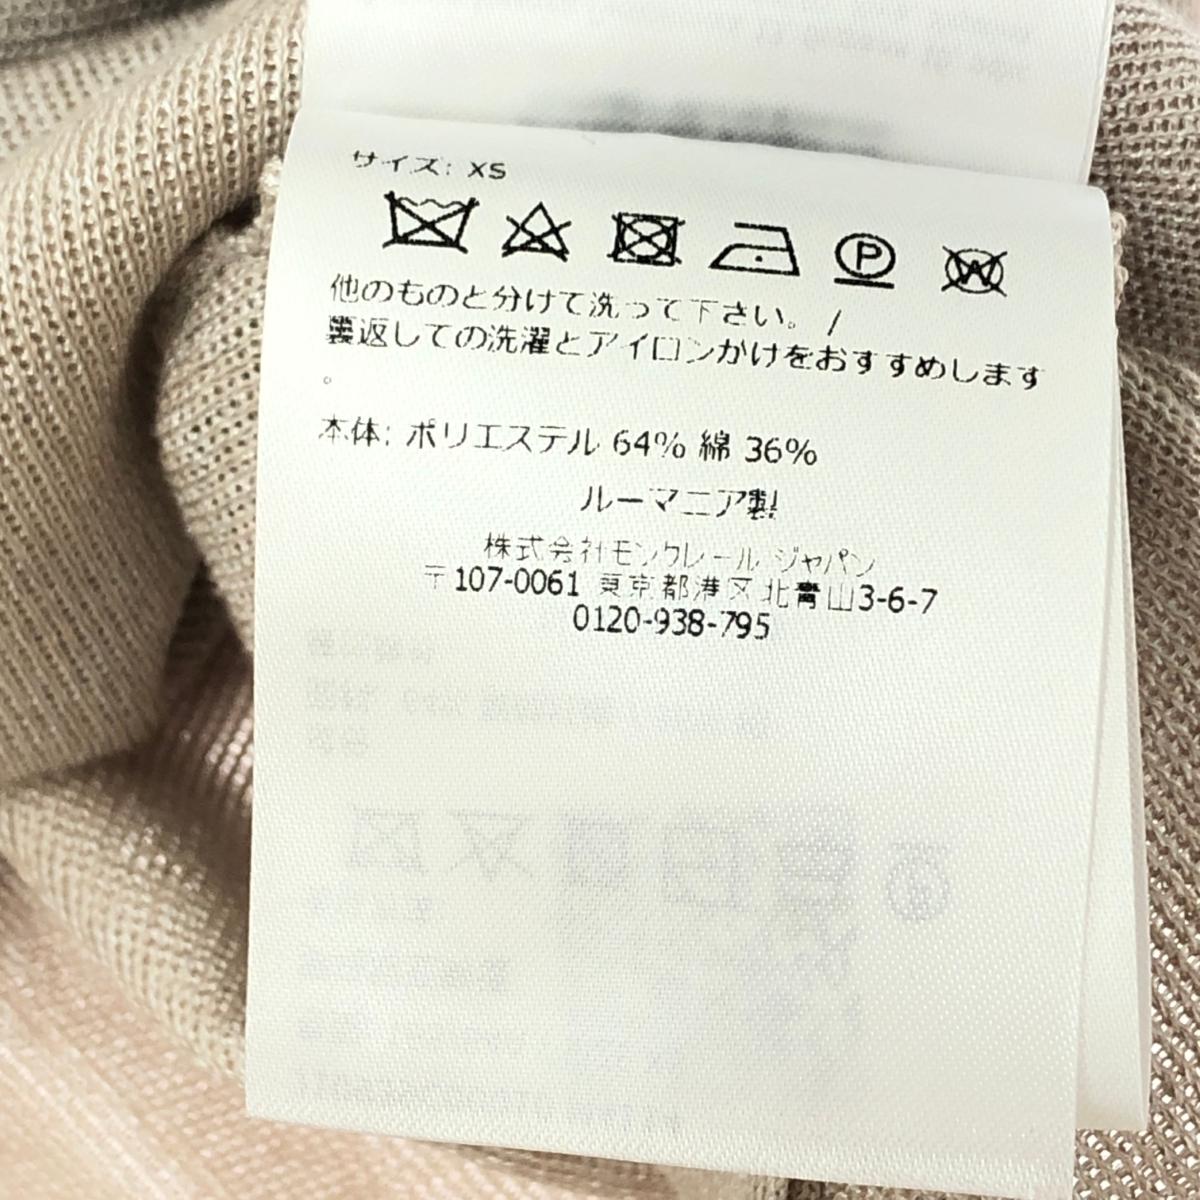 サイズ: XS
他のものと分けて洗って下さい。 /
裏返しての洗濯とアイロンかけをおすすめします
。
本体: ポリエステル 64% 綿 36%
ルーマニア製
株式会社モンクレール ジャパン
〒107-0061 東京都港区北青山3-6-7
0120-938-795